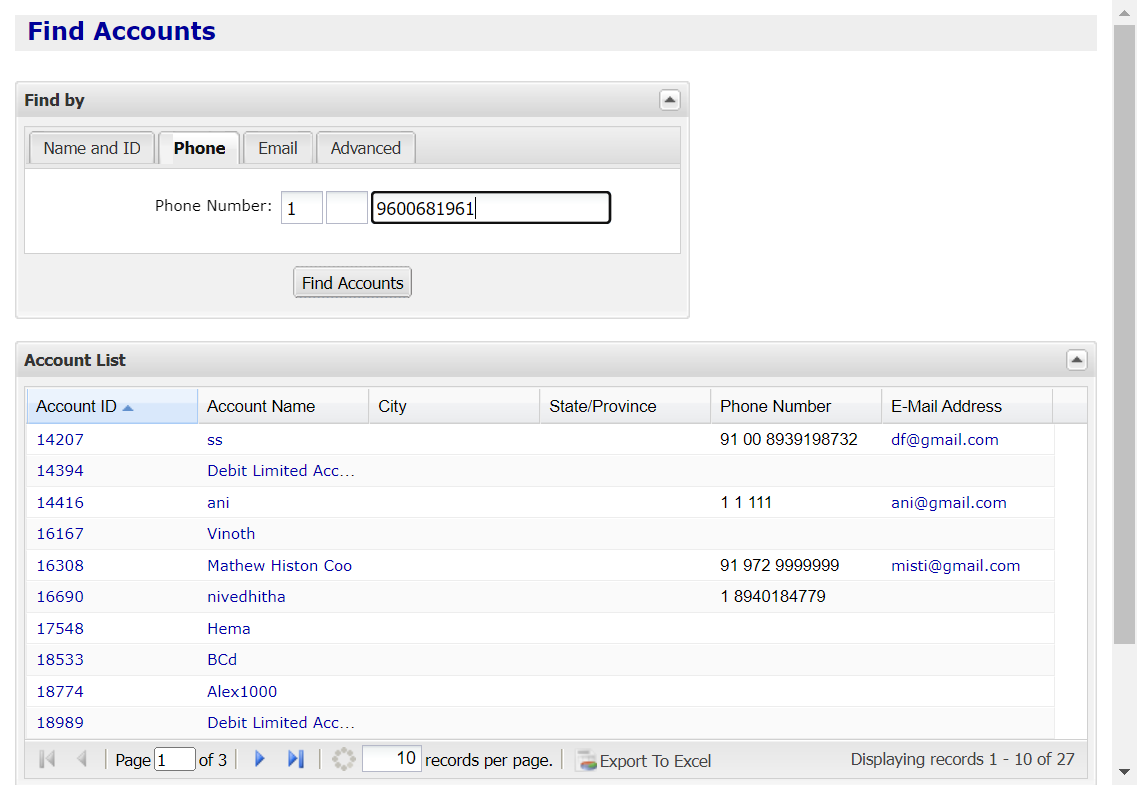 Find Accounts
Find by
Name and ID Phone Email Advanced
Phone Number: 1 9600681961
Find Accounts
Account List
Account ID Account Name City State/Province Phone Number E-Mail Address
14207 ss 91 00 8939198732 df@gmail.com
14394 Debit Limited Acc...
14416 ani 1 1 111 ani@gmail.com
16167 Vinoth
16308 Mathew Histon Coo 91 972 9999999 misti@gmail.com
16690 nivedhitha 1 8940184779
17548 Hema
18533 BCd
18774 Alex1000
18989 Debit Limited Acc...
Page 1 of 3 10 records per page. Export To Excel Displaying records 1 - 10 of 27